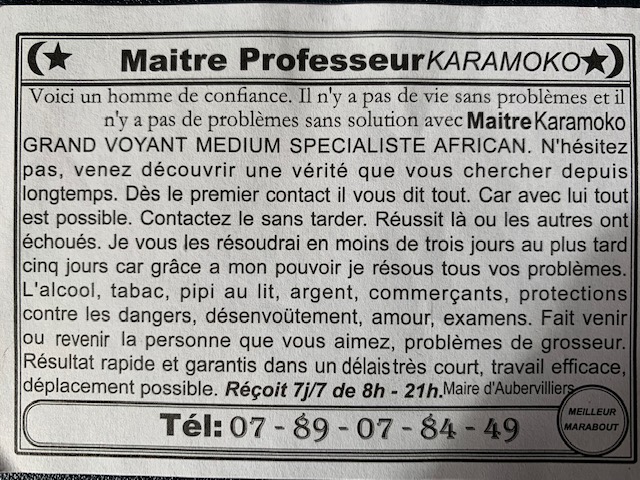 Maitre Professeur KARAMOKO
Voici un homme de confiance. Il n'y a pas de vie sans problèmes et il
n'y a pas de problèmes sans solution avec Maitre Karamoko
GRAND VOYANT MEDIUM SPECIALISTE AFRICAN. N'hésitez
pas, venez découvrir une vérité que vous chercher depuis
longtemps. Dès le premier contact il vous dit tout. Car avec lui tout
est possible. Contactez le sans tarder. Réussit là ou les autres ont
échoués. Je vous les résoudrai en moins de trois jours au plus tard
cinq jours car grâce a mon pouvoir je résous tous vos problèmes.
L'alcool, tabac, pipi au lit, argent, commerçants, protections
contre les dangers, désenvoûtement, amour, examens. Fait venir
ou revenir la personne que vous aimez, problèmes de grosseur.
Résultat rapide et garantis dans un délais très court, travail efficace,
déplacement possible. Réçoit 7j/7 de 8h - 21h. Maire d'Aubervilliers
Tél: 07 - 89 - 07 - 84 - 49
MEILLEUR
MARABOUT